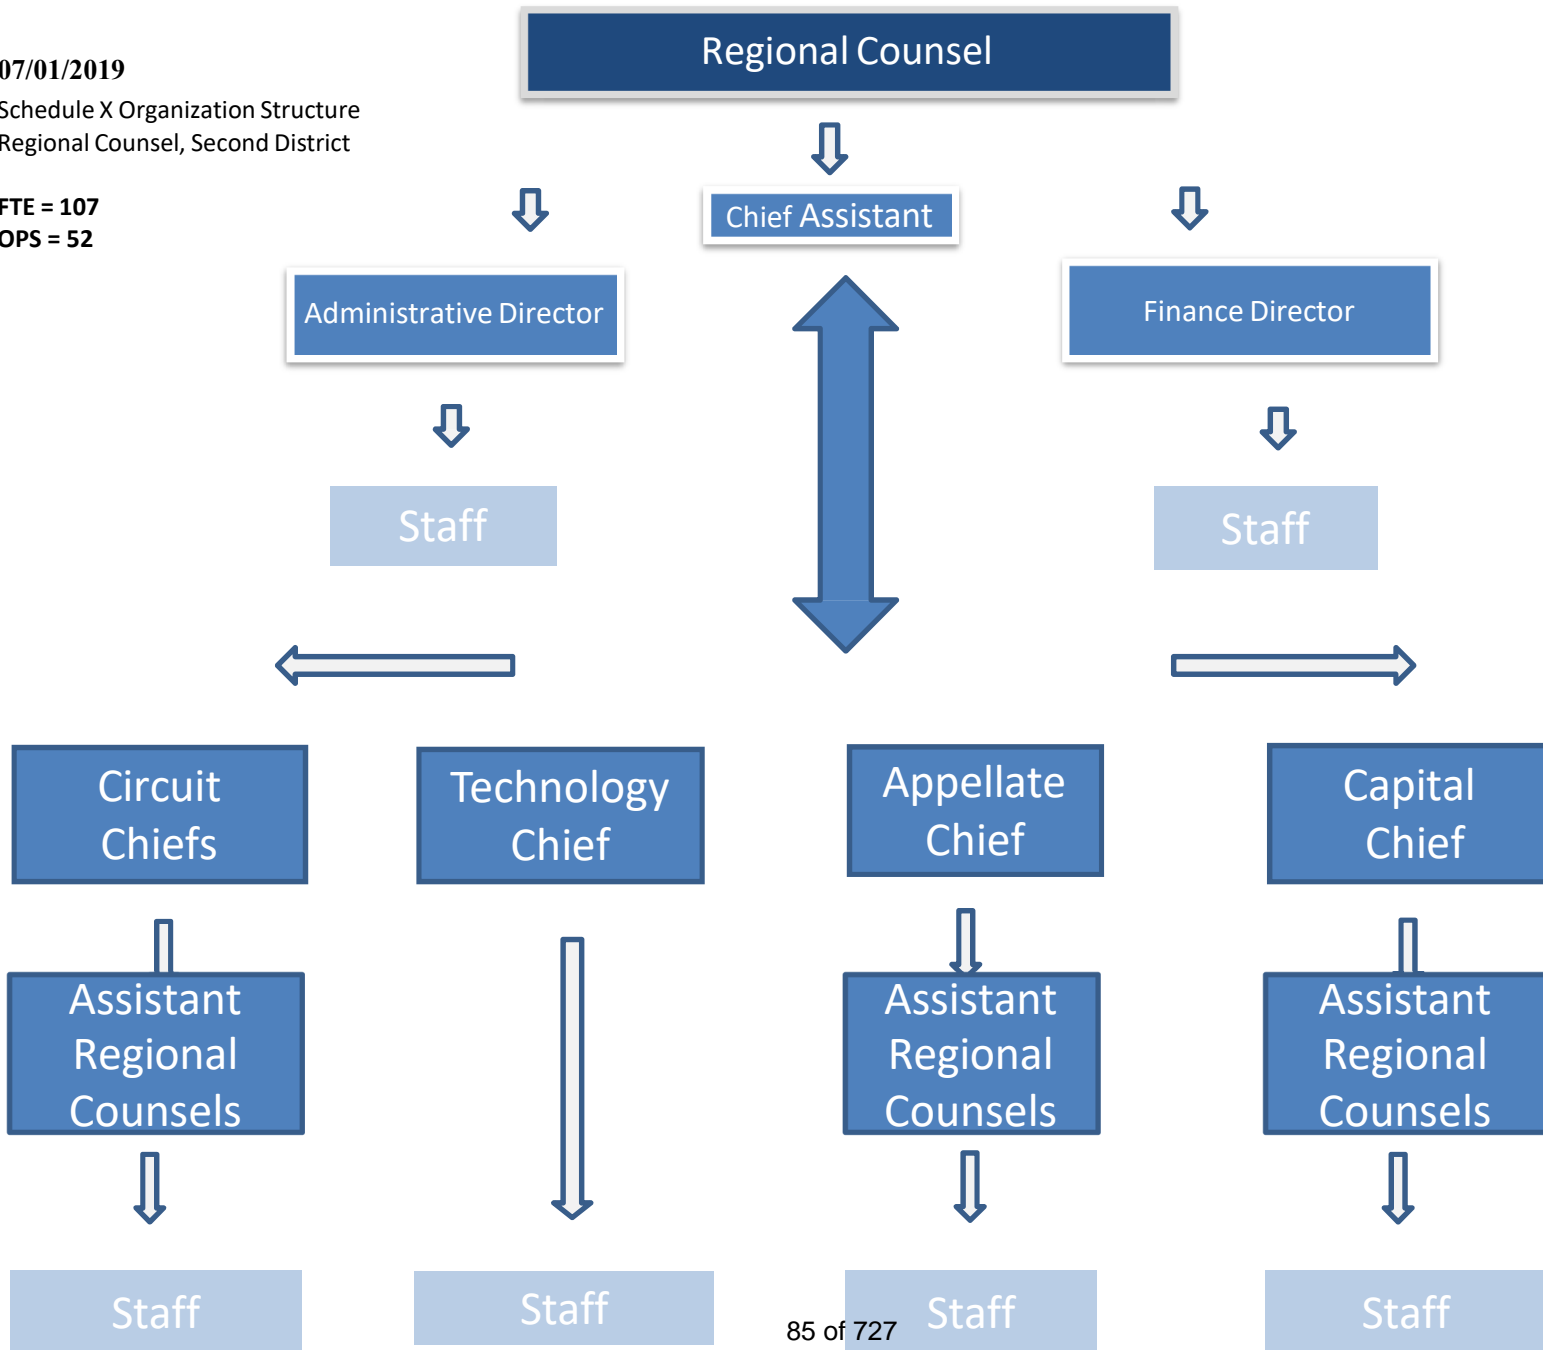 Regional Counsel
07/01/2019
Schedule X Organization Structure
Regional Counsel, Second District
FTE = 107
OPS = 52
Chief Assistant
Administrative Director
Finance Director
Staff
Staff
Circuit
Chiefs
Technology
Chief
Appellate
Chief
Capital
Chief
Assistant
Regional
Counsels
Assistant
Regional
Counsels
Assistant
Regional
Counsels
Staff
Staff
Staff
Staff
85 of 727